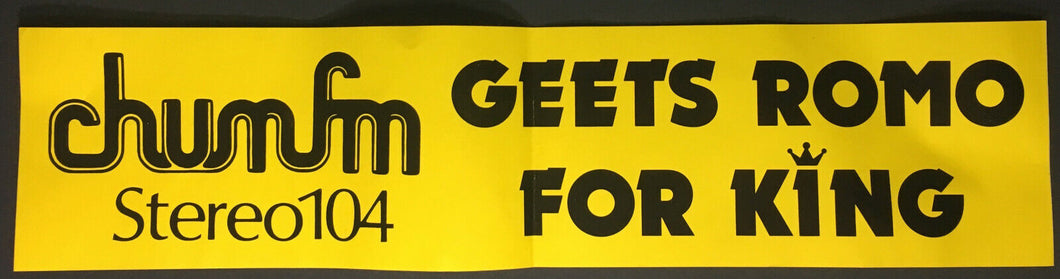 chumfm
Stereo104
GEETS ROMO
FOR KING